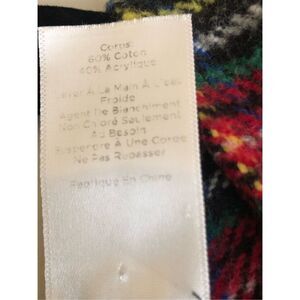 Corps:
60% Coton
40% Acrylique
Laver À La Main À L'eau
Froide
Agent De Blanchiment
Non Chloré Seulement
Au Besoin
Suspendre À Une Corde
Ne Pas Repasser
Fabriqué En Chine